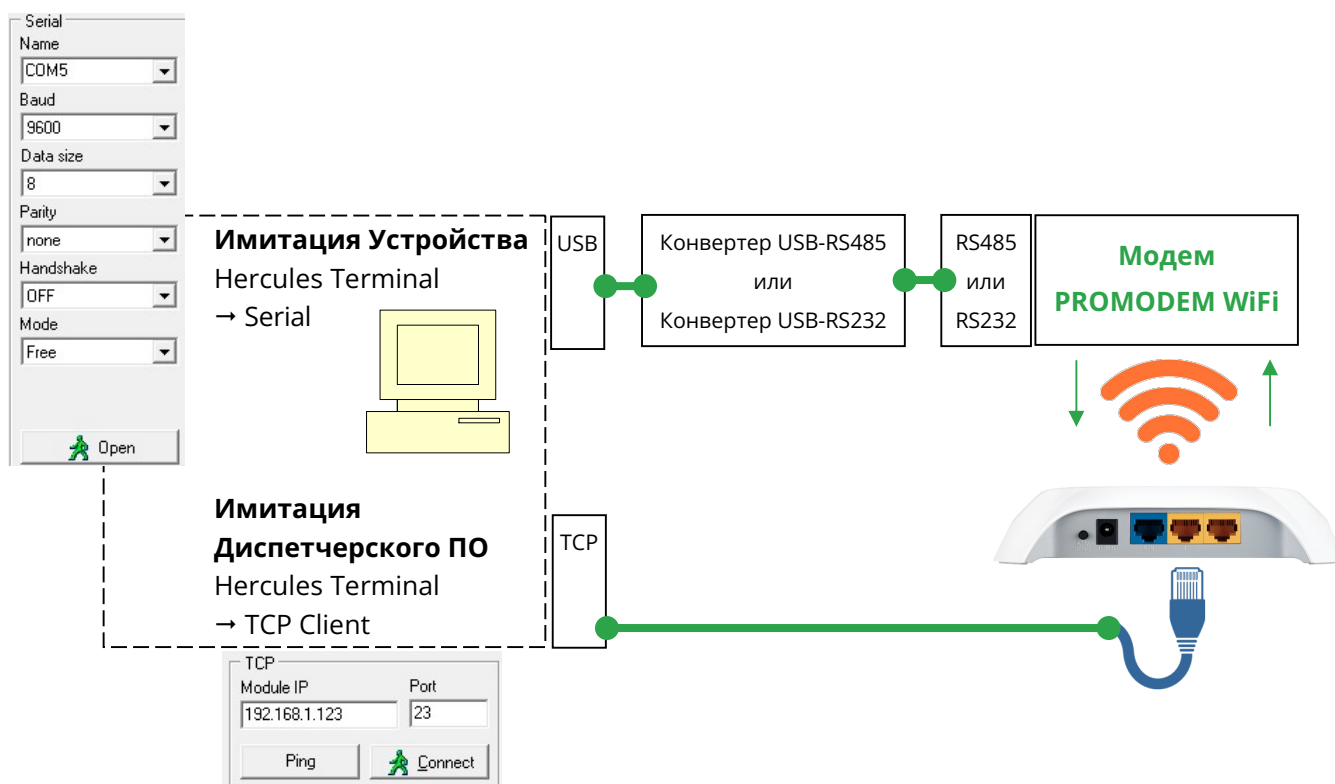 Serial
Name
COM5
Baud
9600
Data size
8
Parity
none
Handshake
OFF
Mode
Free
Open
Имитация Устройства
Hercules Terminal
→ Serial
USB
Конвертер USB-RS485
или
Конвертер USB-RS232
RS485
или
RS232
Модем
PROMODEM WiFi
Имитация
Диспетчерского ПО
Hercules Terminal
→ TCP Client
TCP
TCP
Module IP Port
192.168.1.123 23
Ping Connect